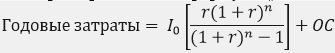 Годовые затраты = I₀ [r(1 + r)ⁿ / (1 + r)ⁿ − 1] + OC